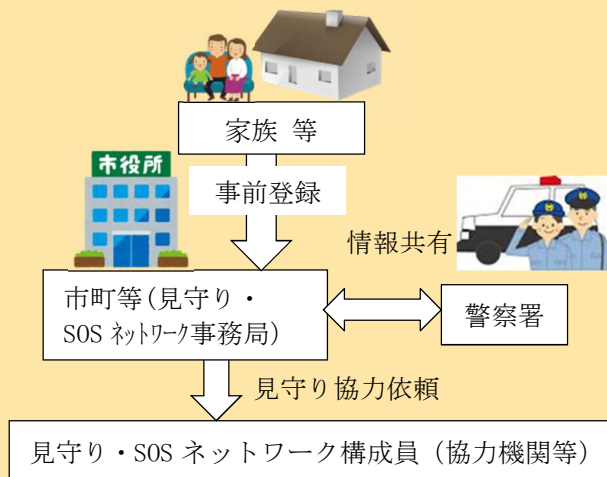 家族 等
市役所
事前登録
情報共有
市町等(見守り・
SOS ネットワーク事務局)
警察署
見守り協力依頼
見守り・SOS ネットワーク構成員（協力機関等）